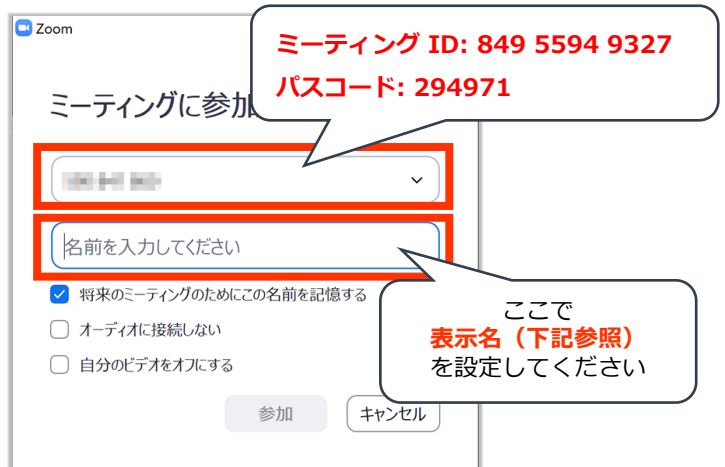 Zoom
ミーティング ID: 849 5594 9327
パスコード: 294971
ミーティングに参加
名前を入力してください
将来のミーティングのためにこの名前を記憶する
オーディオに接続しない
自分のビデオをオフにする
ここで
表示名（下記参照）
を設定してください
参加
キャンセル